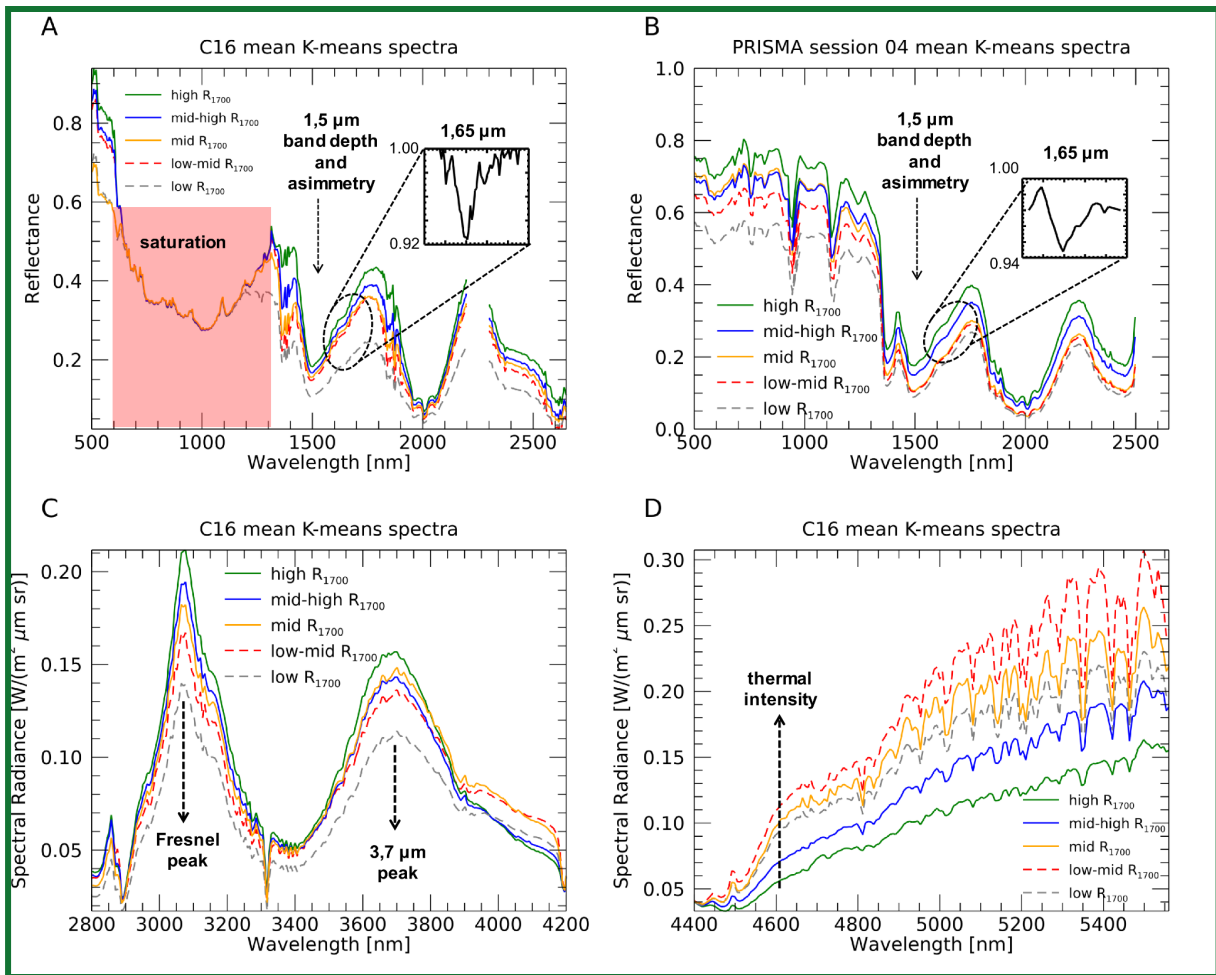 A
C16 mean K-means spectra
Reflectance
0.8
0.6
0.4
0.2
high R1700
mid-high R1700
mid R1700
low-mid R1700
low R1700
saturation
1,5 µm
band depth
and
asimmetry
1,65 µm
1.00
0.92
500 1000 1500 2000 2500
Wavelength [nm]
B
PRISMA session 04 mean K-means spectra
Reflectance
1.0
0.8
0.6
0.4
0.2
0.0
1,5 µm
band depth
and
asimmetry
1,65 µm
1.00
0.94
high R1700
mid-high R1700
mid R1700
low-mid R1700
low R1700
500 1000 1500 2000 2500
Wavelength [nm]
C
C16 mean K-means spectra
Spectral Radiance [W/(m² µm sr)]
0.20
0.15
0.10
0.05
high R1700
mid-high R1700
mid R1700
low-mid R1700
low R1700
Fresnel
peak
3,7 µm
peak
2800 3000 3200 3400 3600 3800 4000 4200
Wavelength [nm]
D
C16 mean K-means spectra
Spectral Radiance [W/(m² µm sr)]
0.30
0.25
0.20
0.15
0.10
0.05
thermal
intensity
high R1700
mid-high R1700
mid R1700
low-mid R1700
low R1700
4400 4600 4800 5000 5200 5400
Wavelength [nm]